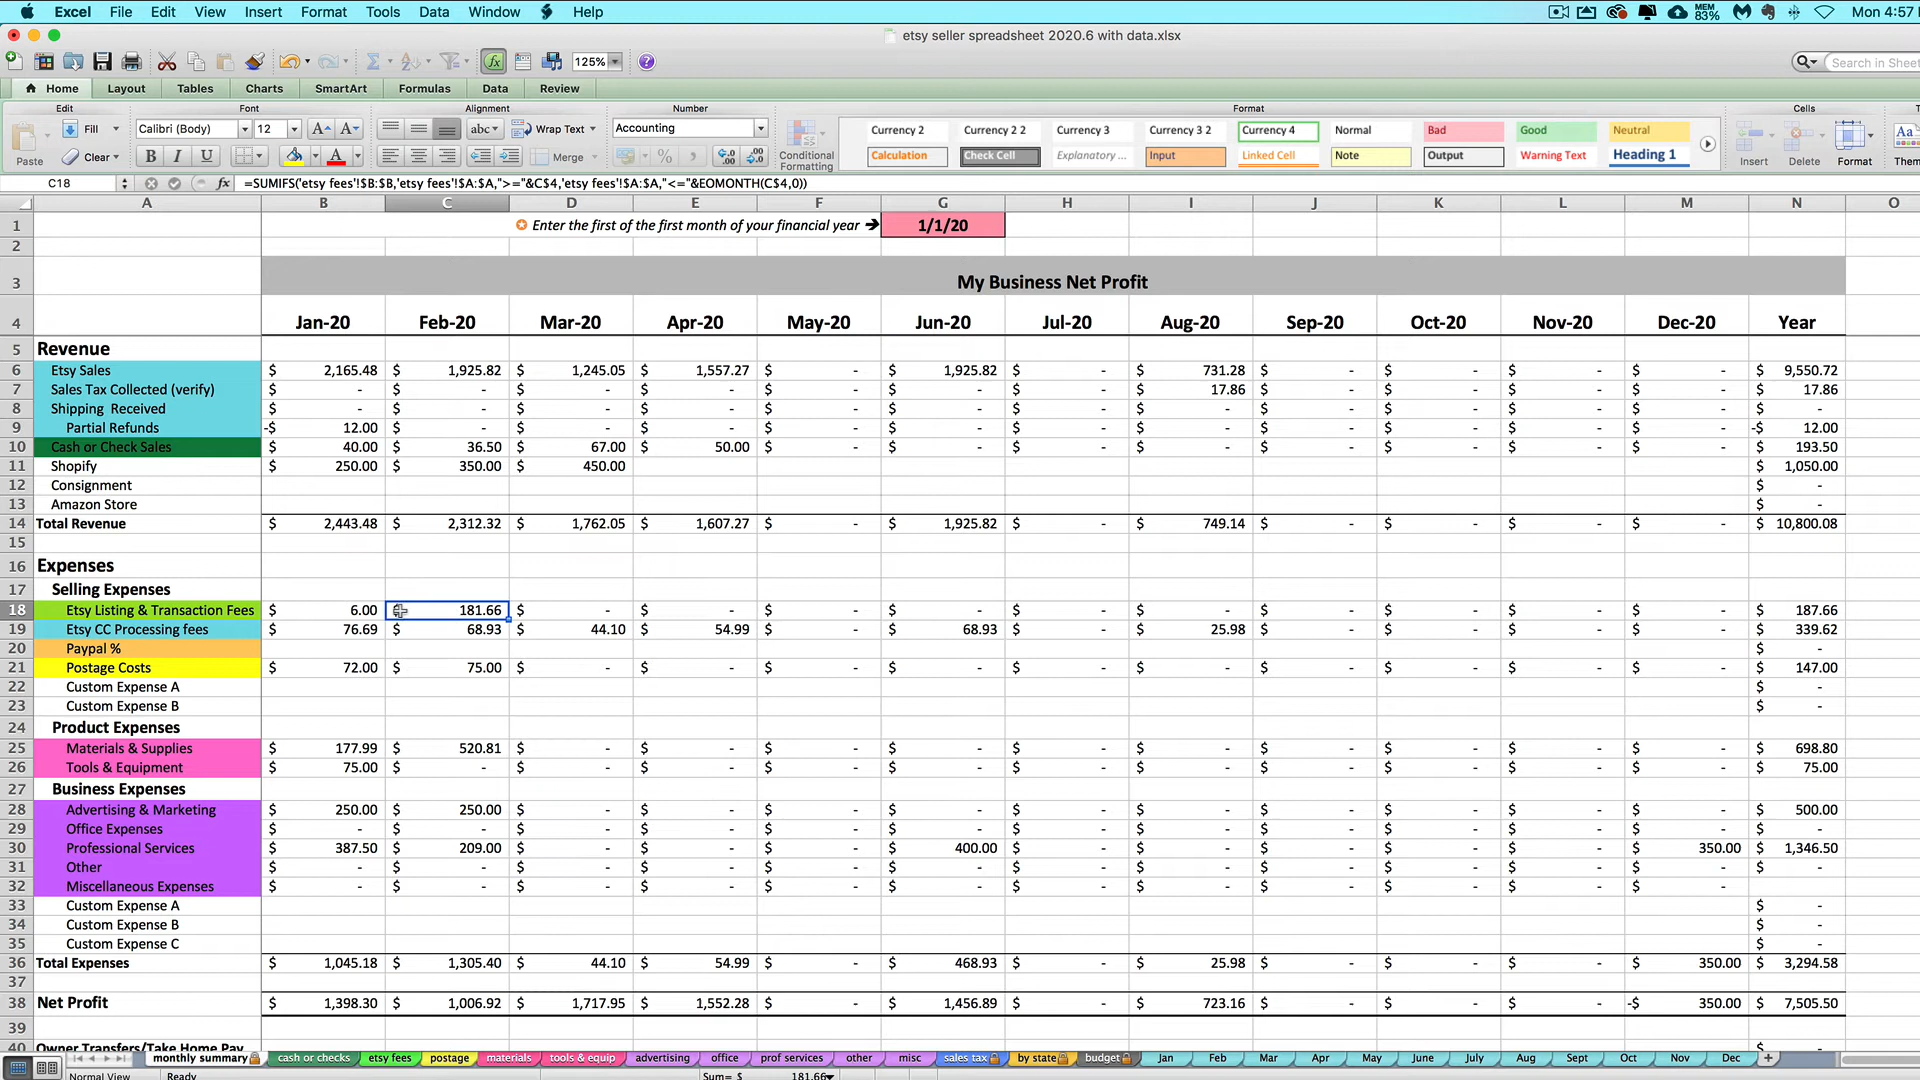 Excel File Edit View Insert Format Tools Data Window Help MEM 83% Mon 4:57
etsy seller spreadsheet 2020.6 with data.xlsx
125% Search in Sheet
Home Layout Tables Charts SmartArt Formulas Data Review
Edit Font Alignment Number Format Cells
Fill Calibri (Body) 12 abc Wrap Text Accounting Currency 2 Currency 2 2 Currency 3 Currency 3 2 Currency 4 Normal Bad Good Neutral Aa
Paste Clear B I U A Merge % Conditional Formatting Calculation Check Cell Explanatory ... Input Linked Cell Note Output Warning Text Heading 1 Insert Delete Format
C18 fx =SUMIFS('etsy fees'!$B:$B,'etsy fees'!$A:$A,">="&C$4,'etsy fees'!$A:$A,"<="&EOMONTH(C$4,0))
A B C D E F G H I J K L M N O
1 Enter the first of the first month of your financial year 1/1/20
2
3 My Business Net Profit
4 Jan-20 Feb-20 Mar-20 Apr-20 May-20 Jun-20 Jul-20 Aug-20 Sep-20 Oct-20 Nov-20 Dec-20 Year
5 Revenue
6 Etsy Sales $ 2,165.48 $ 1,925.82 $ 1,245.05 $ 1,557.27 $ - $ 1,925.82 $ - $ 731.28 $ - $ - $ - $ - $ 9,550.72
7 Sales Tax Collected (verify) $ - $ - $ - $ - $ - $ - $ - $ 17.86 $ - $ - $ - $ - $ 17.86
8 Shipping Received $ - $ - $ - $ - $ - $ - $ - $ - $ - $ - $ - $ - $ -
9 Partial Refunds -$ 12.00 $ - $ - $ - $ - $ - $ - $ - $ - $ - $ - $ - -$ 12.00
10 Cash or Check Sales $ 40.00 $ 36.50 $ 67.00 $ 50.00 $ - $ - $ - $ - $ - $ - $ - $ - $ 193.50
11 Shopify $ 250.00 $ 350.00 $ 450.00 $ 1,050.00
12 Consignment $ -
13 Amazon Store $ -
14 Total Revenue $ 2,443.48 $ 2,312.32 $ 1,762.05 $ 1,607.27 $ - $ 1,925.82 $ - $ 749.14 $ - $ - $ - $ - $ 10,800.08
15
16 Expenses
17 Selling Expenses
18 Etsy Listing & Transaction Fees $ 6.00 181.66 $ - $ - $ - $ - $ - $ - $ - $ - $ - $ - $ 187.66
19 Etsy CC Processing fees $ 76.69 $ 68.93 $ 44.10 $ 54.99 $ - $ 68.93 $ - $ 25.98 $ - $ - $ - $ - $ 339.62
20 Paypal % $ -
21 Postage Costs $ 72.00 $ 75.00 $ - $ - $ - $ - $ - $ - $ - $ - $ - $ - $ 147.00
22 Custom Expense A $ -
23 Custom Expense B $ -
24 Product Expenses
25 Materials & Supplies $ 177.99 $ 520.81 $ - $ - $ - $ - $ - $ - $ - $ - $ - $ - $ 698.80
26 Tools & Equipment $ 75.00 $ - $ - $ - $ - $ - $ - $ - $ - $ - $ - $ - $ 75.00
27 Business Expenses
28 Advertising & Marketing $ 250.00 $ 250.00 $ - $ - $ - $ - $ - $ - $ - $ - $ - $ - $ 500.00
29 Office Expenses $ - $ - $ - $ - $ - $ - $ - $ - $ - $ - $ - $ - $ -
30 Professional Services $ 387.50 $ 209.00 $ - $ - $ - $ 400.00 $ - $ - $ - $ - $ - $ 350.00 $ 1,346.50
31 Other $ - $ - $ - $ - $ - $ - $ - $ - $ - $ - $ - $ - $ -
32 Miscellaneous Expenses $ - $ - $ - $ - $ - $ - $ - $ - $ - $ - $ - $ -
33 Custom Expense A $ -
34 Custom Expense B $ -
35 Custom Expense C $ -
36 Total Expenses $ 1,045.18 $ 1,305.40 $ 44.10 $ 54.99 $ - $ 468.93 $ - $ 25.98 $ - $ - $ - $ 350.00 $ 3,294.58
37
38 Net Profit $ 1,398.30 $ 1,006.92 $ 1,717.95 $ 1,552.28 $ - $ 1,456.89 $ - $ 723.16 $ - $ - $ - -$ 350.00 $ 7,505.50
39
40 Owner Transfers/Take Home Pay $ -
monthly summary cash or checks etsy fees postage materials tools & equip advertising office prof services other misc sales tax by state budget Jan Feb Mar Apr May June July Aug Sept Oct Nov Dec
Normal View Ready Sum= $ 181.66